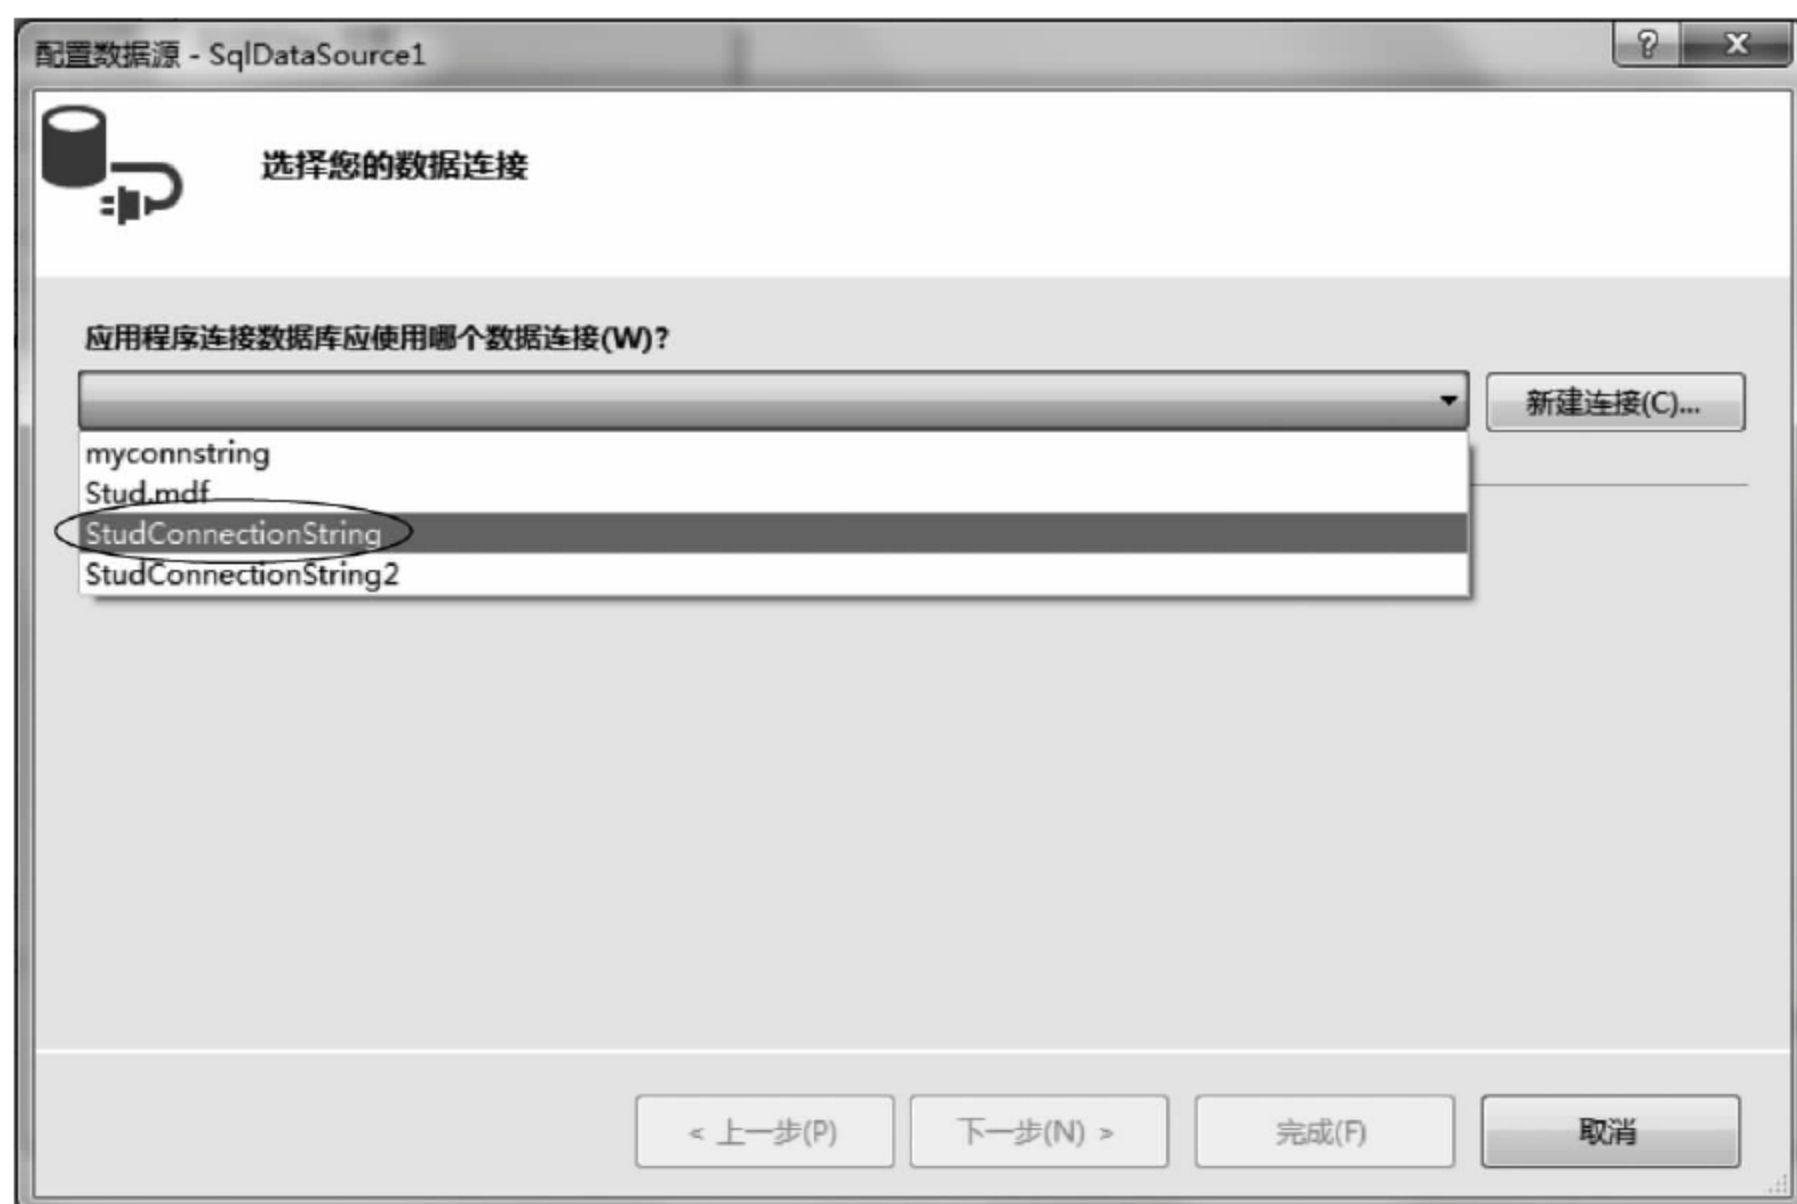 配置数据源 - SqlDataSource1
选择您的数据连接
应用程序连接数据库应使用哪个数据连接(W)?
新建连接(C)...
myconnstring
Stud.mdf
StudConnectionString
StudConnectionString2
< 上一步(P)
下一步(N) >
完成(F)
取消